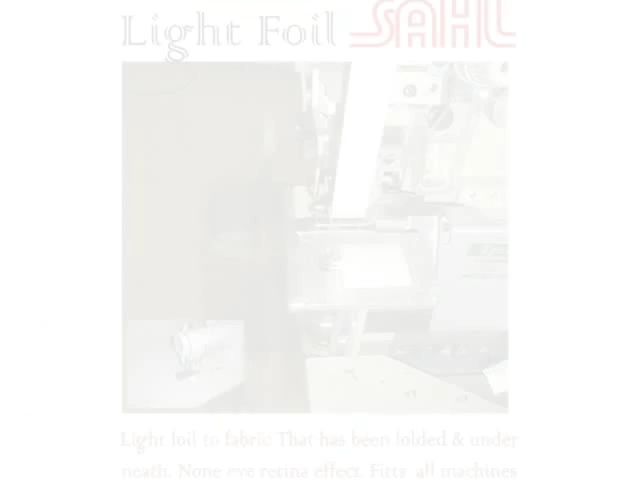 Light Foil SAHL
Light foil to fabric That has been folded & under
neath. None eye retina effect. Fitts all machines